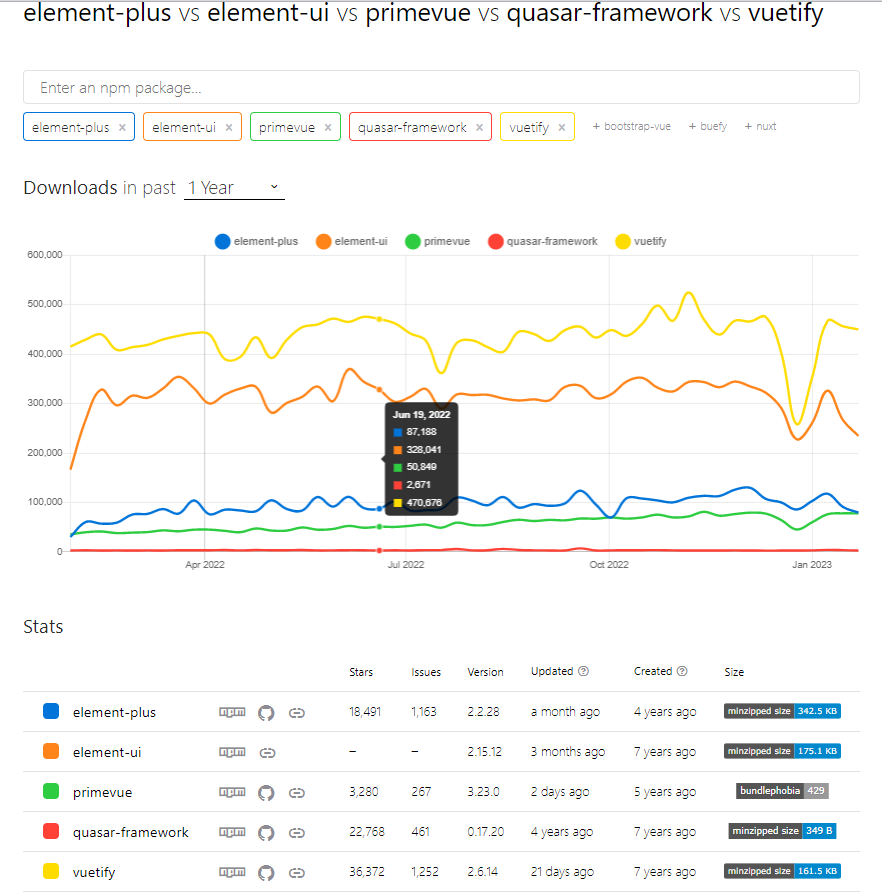 element-plus vs element-ui vs primevue vs quasar-framework vs vuetify
Enter an npm package...
element-plus × element-ui × primevue × quasar-framework × vuetify × + bootstrap-vue + buefy + nuxt
Downloads in past 1 Year
element-plus element-ui primevue quasar-framework vuetify
600,000
500,000
400,000
300,000
200,000
100,000
0
Jun 19, 2022
87,188
328,041
50,849
2,671
470,676
Apr 2022 Jul 2022 Oct 2022 Jan 2023
Stats
Stars Issues Version Updated ? Created ? Size
element-plus npm 18,491 1,163 2.2.28 a month ago 4 years ago minzipped size 342.5 KB
element-ui npm – – 2.15.12 3 months ago 7 years ago minzipped size 175.1 KB
primevue npm 3,280 267 3.23.0 2 days ago 5 years ago bundlephobia 429
quasar-framework npm 22,768 461 0.17.20 4 years ago 7 years ago minzipped size 349 B
vuetify npm 36,372 1,252 2.6.14 21 days ago 7 years ago minzipped size 161.5 KB